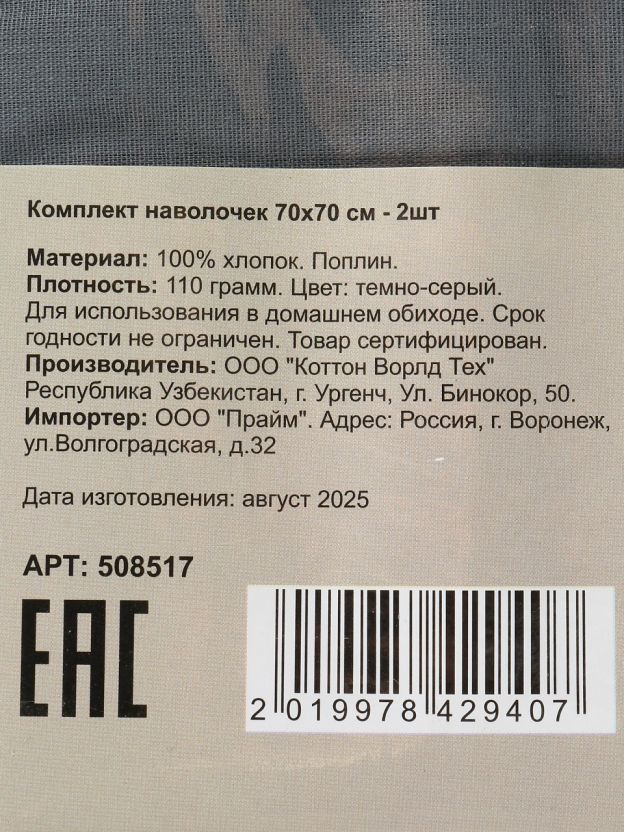 Комплект наволочек 70х70 см - 2шт
Материал: 100% хлопок. Поплин.
Плотность: 110 грамм. Цвет: темно-серый.
Для использования в домашнем обиходе. Срок
годности не ограничен. Товар сертифицирован.
Производитель: ООО "Коттон Ворлд Тех"
Республика Узбекистан, г. Ургенч, Ул. Бинокор, 50.
Импортер: ООО "Прайм". Адрес: Россия, г. Воронеж,
ул.Волгоградская, д.32
Дата изготовления: август 2025
АРТ: 508517
EAC
2 019978 429407